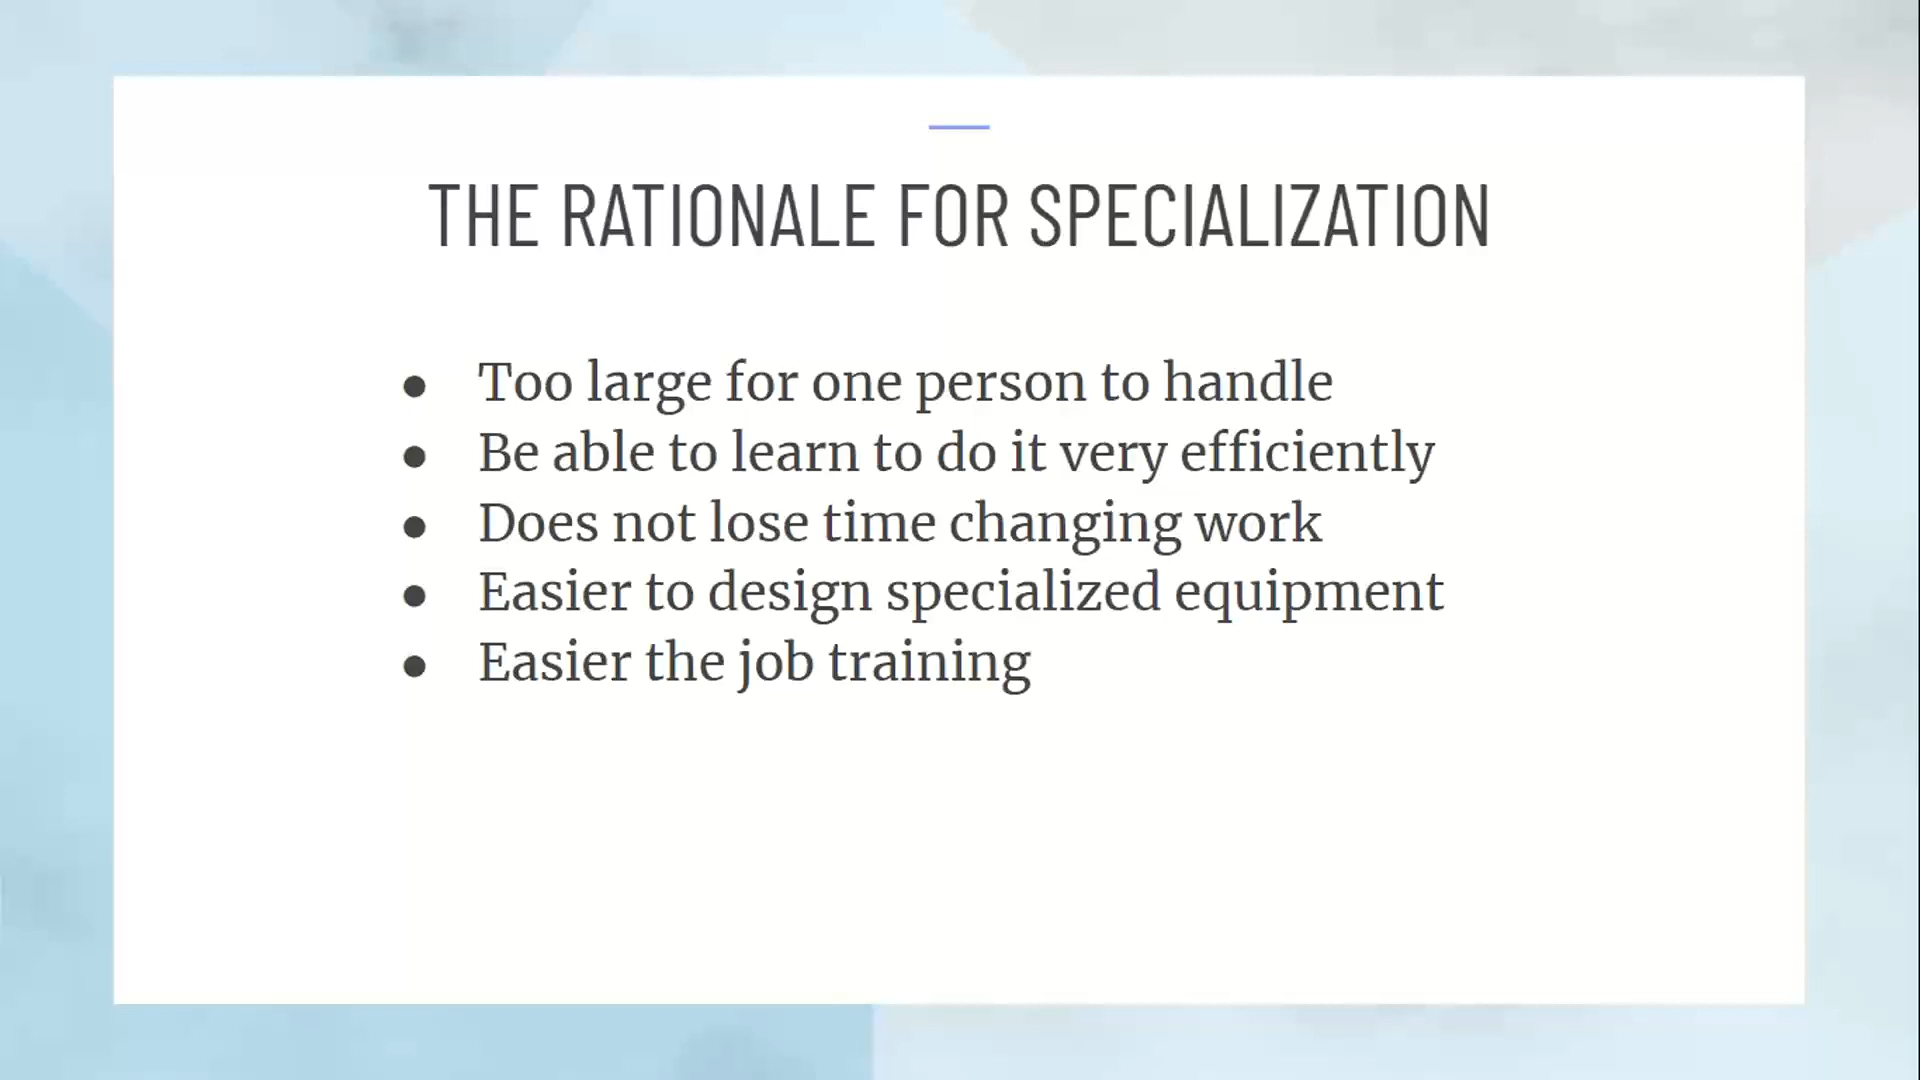 THE RATIONALE FOR SPECIALIZATION
● Too large for one person to handle
● Be able to learn to do it very efficiently
● Does not lose time changing work
● Easier to design specialized equipment
● Easier the job training